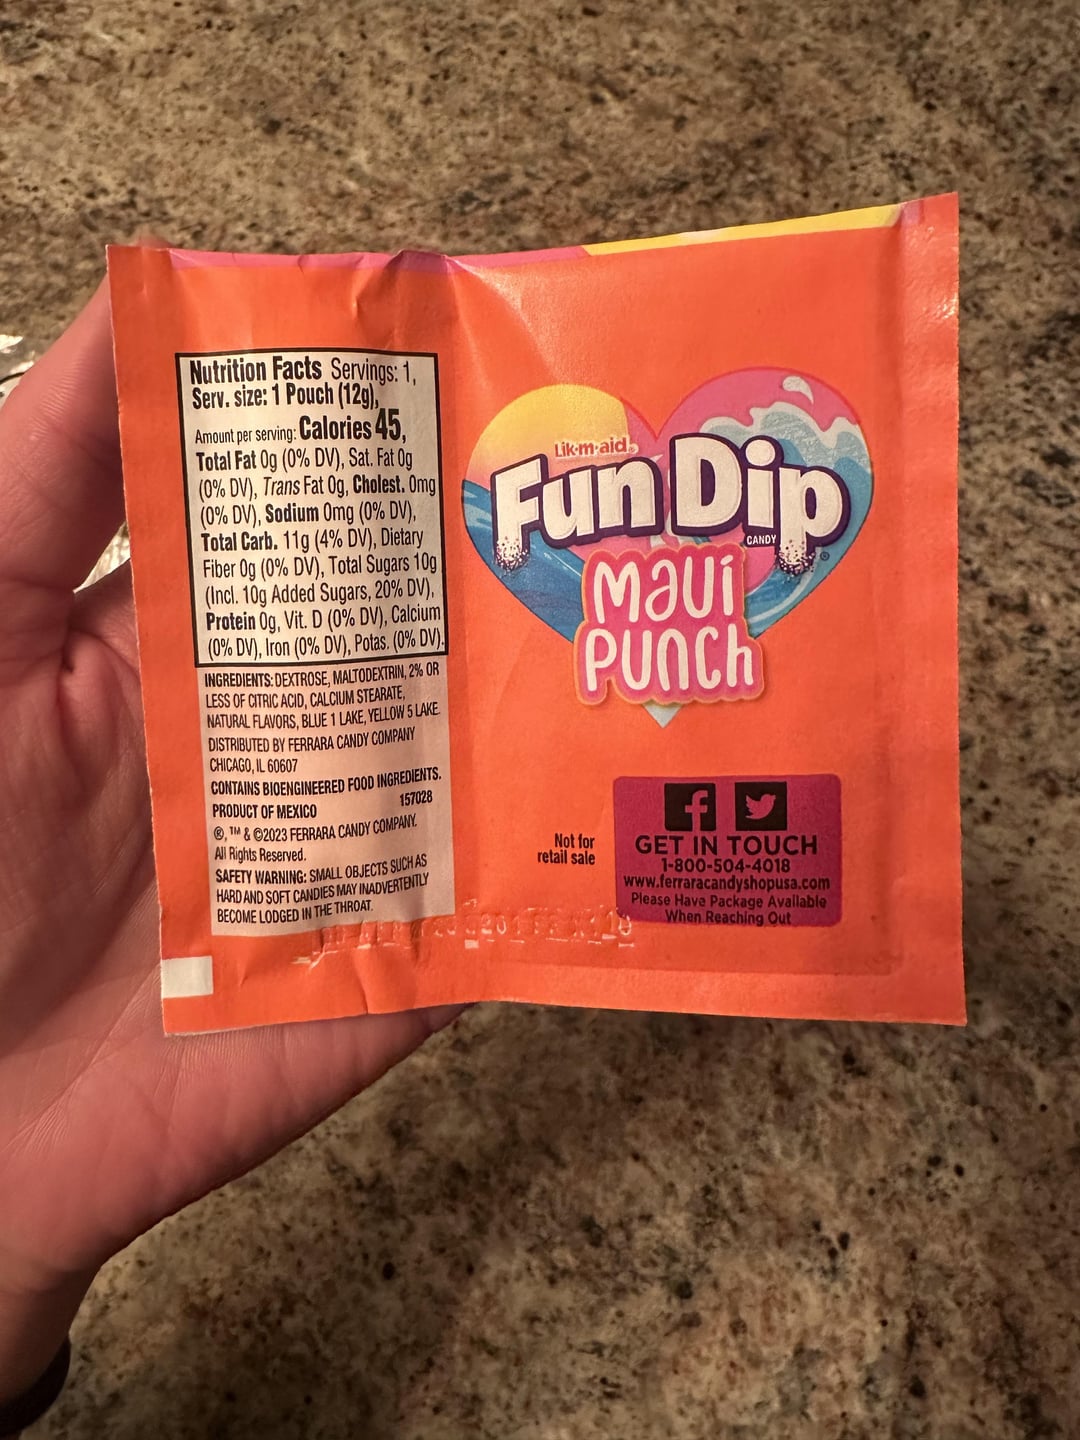 Nutrition Facts Servings: 1,
Serv. size: 1 Pouch (12g),
Amount per serving: Calories 45,
Total Fat 0g (0% DV), Sat. Fat 0g
(0% DV), Trans Fat 0g, Cholest. 0mg
(0% DV), Sodium 0mg (0% DV),
Total Carb. 11g (4% DV), Dietary
Fiber 0g (0% DV), Total Sugars 10g
(Incl. 10g Added Sugars, 20% DV),
Protein 0g, Vit. D (0% DV), Calcium
(0% DV), Iron (0% DV), Potas. (0% DV).
INGREDIENTS: DEXTROSE, MALTODEXTRIN, 2% OR
LESS OF CITRIC ACID, CALCIUM STEARATE,
NATURAL FLAVORS, BLUE 1 LAKE, YELLOW 5 LAKE.
DISTRIBUTED BY FERRARA CANDY COMPANY
CHICAGO, IL 60607
CONTAINS BIOENGINEERED FOOD INGREDIENTS.
PRODUCT OF MEXICO 157028
®, ™ & ©2023 FERRARA CANDY COMPANY.
All Rights Reserved.
SAFETY WARNING: SMALL OBJECTS SUCH AS
HARD AND SOFT CANDIES MAY INADVERTENTLY
BECOME LODGED IN THE THROAT.
Lik-m-aid®
Fun Dip
CANDY ®
Maui
Punch
Not for
retail sale
GET IN TOUCH
1-800-504-4018
www.ferraracandyshopusa.com
Please Have Package Available
When Reaching Out